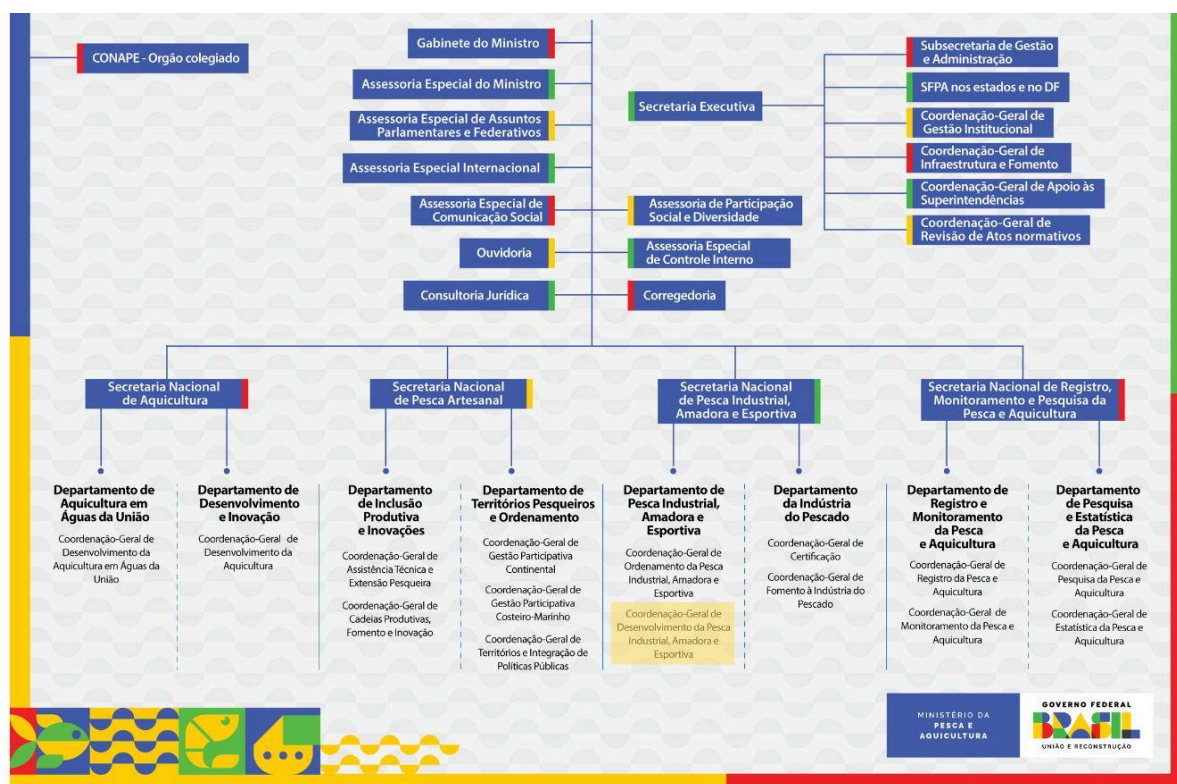 CONAPE - Orgão colegiado
Gabinete do Ministro
Assessoria Especial do Ministro
Assessoria Especial de Assuntos
Parlamentares e Federativos
Assessoria Especial Internacional
Assessoria Especial de
Comunicação Social
Ouvidoria
Consultoria Jurídica
Secretaria Executiva
Assessoria de Participação
Social e Diversidade
Assessoria Especial
de Controle Interno
Corregedoria
Subsecretaria de Gestão
e Administração
SFPA nos estados e no DF
Coordenação-Geral de
Gestão Institucional
Coordenação-Geral de
Infraestrutura e Fomento
Coordenação-Geral de Apoio às
Superintendências
Coordenação-Geral de
Revisão de Atos normativos
Secretaria Nacional
de Aquicultura
Secretaria Nacional
de Pesca Artesanal
Secretaria Nacional
de Pesca Industrial,
Amadora e Esportiva
Secretaria Nacional de Registro,
Monitoramento e Pesquisa da
Pesca e Aquicultura
Departamento de
Aquicultura em
Águas da União
Coordenação-Geral de
Desenvolvimento da
Aquicultura em Águas da
União
Departamento de
Desenvolvimento
e Inovação
Coordenação-Geral de
Desenvolvimento da
Aquicultura
Departamento
de Inclusão
Produtiva
e Inovações
Coordenação-Geral de
Assistência Técnica e
Extensão Pesqueira
Coordenação-Geral de
Cadeias Produtivas,
Fomento e Inovação
Departamento de
Territórios Pesqueiros
e Ordenamento
Coordenação-Geral de
Gestão Participativa
Continental
Coordenação-Geral de
Gestão Participativa
Costeiro-Marinho
Coordenação-Geral de
Territórios e Integração de
Políticas Públicas
Departamento de
Pesca Industrial,
Amadora e
Esportiva
Coordenação-Geral de
Ordenamento da Pesca
Industrial, Amadora e
Esportiva
Coordenação-Geral de
Desenvolvimento da Pesca
Industrial, Amadora e
Esportiva
Departamento
da Indústria
do Pescado
Coordenação-Geral de
Certificação
Coordenação-Geral de
Fomento à Indústria do
Pescado
Departamento de
Registro e
Monitoramento
da Pesca
e Aquicultura
Coordenação-Geral de
Registro da Pesca e
Aquicultura
Coordenação-Geral de
Monitoramento da Pesca e
Aquicultura
Departamento
de Pesquisa
e Estatística
da Pesca
e Aquicultura
Coordenação-Geral de
Pesquisa da Pesca e
Aquicultura
Coordenação-Geral de
Estatística da Pesca e
Aquicultura
MINISTÉRIO DA
PESCA E
AQUICULTURA
GOVERNO FEDERAL
BRASIL
UNIÃO E RECONSTRUÇÃO